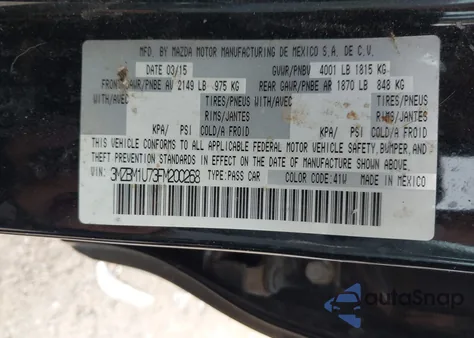 MFD. BY MAZDA MOTOR MANUFACTURING DE MEXICO S.A. DE C.V.
DATE 03/15 GVWR/PNBV 4001 LB 1815 KG
FRONT GAWR/PNBE AV 2149 LB 975 KG REAR GAWR/PNBE AR 1870 LB 848 KG
WITH/AVEC TIRES/PNEUS WITH/AVEC TIRES/PNEUS
RIMS/JANTES RIMS/JANTES
KPA/ PSI COLD/A FROID KPA/ PSI COLD/A FROID
THIS VEHICLE CONFORMS TO ALL APPLICABLE FEDERAL MOTOR VEHICLE SAFETY, BUMPER, AND
THEFT PREVENTION STANDARDS IN EFFECT ON THE DATE OF MANUFACTURE SHOWN ABOVE.
VIN: 3MZBM1U73FM200268 TYPE: PASS CAR COLOR CODE: 41W MADE IN MEXICO
AutoSnap